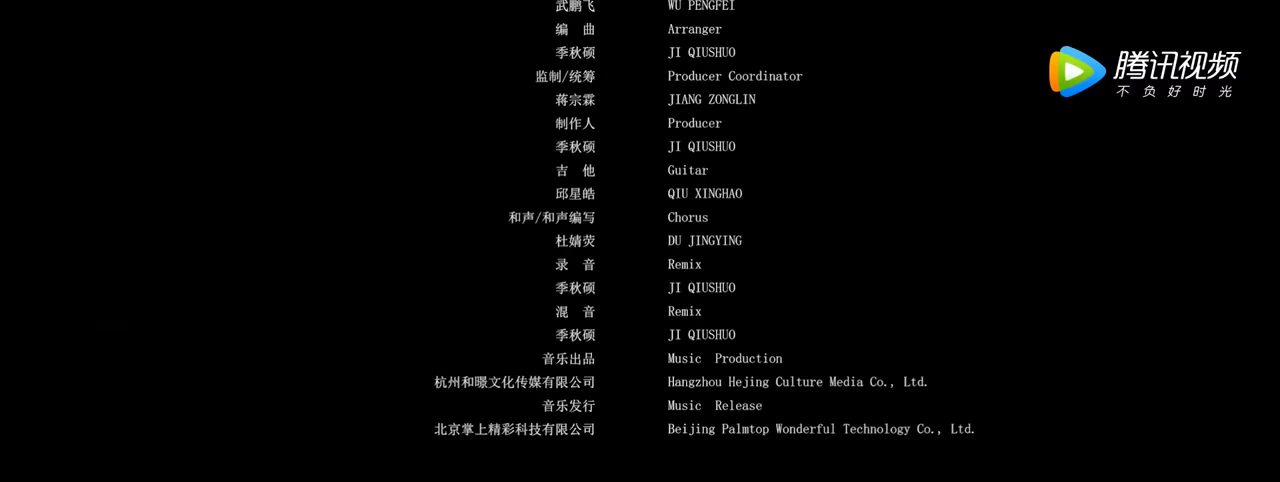 武鹏飞 WU PENGFEI
编 曲 Arranger
季秋硕 JI QIUSHUO
监制/统筹 Producer Coordinator
蒋宗霖 JIANG ZONGLIN
制作人 Producer
季秋硕 JI QIUSHUO
吉 他 Guitar
邱星皓 QIU XINGHAO
和声/和声编写 Chorus
杜婧荧 DU JINGYING
录 音 Remix
季秋硕 JI QIUSHUO
混 音 Remix
季秋硕 JI QIUSHUO
音乐出品 Music Production
杭州和暻文化传媒有限公司 Hangzhou Hejing Culture Media Co., Ltd.
音乐发行 Music Release
北京掌上精彩科技有限公司 Beijing Palmtop Wonderful Technology Co., Ltd.
腾讯视频
不负好时光